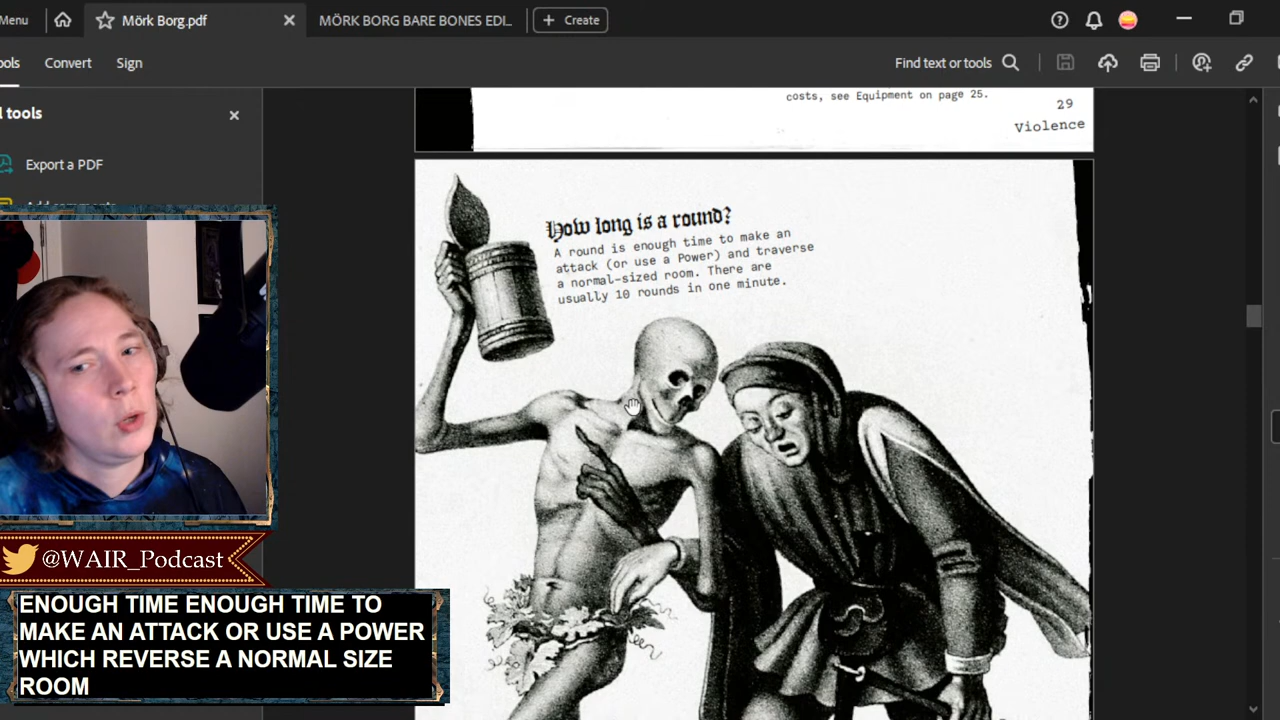 Menu
Mörk Borg.pdf
MÖRK BORG BARE BONES EDI...
Create
ols
Convert
Sign
Find text or tools
l tools
Export a PDF
costs, see Equipment on page 25.
29
Violence
How long is a round?
A round is enough time to make an
attack (or use a Power) and traverse
a normal-sized room. There are
usually 10 rounds in one minute.
@WAIR_Podcast
ENOUGH TIME ENOUGH TIME TO
MAKE AN ATTACK OR USE A POWER
WHICH REVERSE A NORMAL SIZE
ROOM